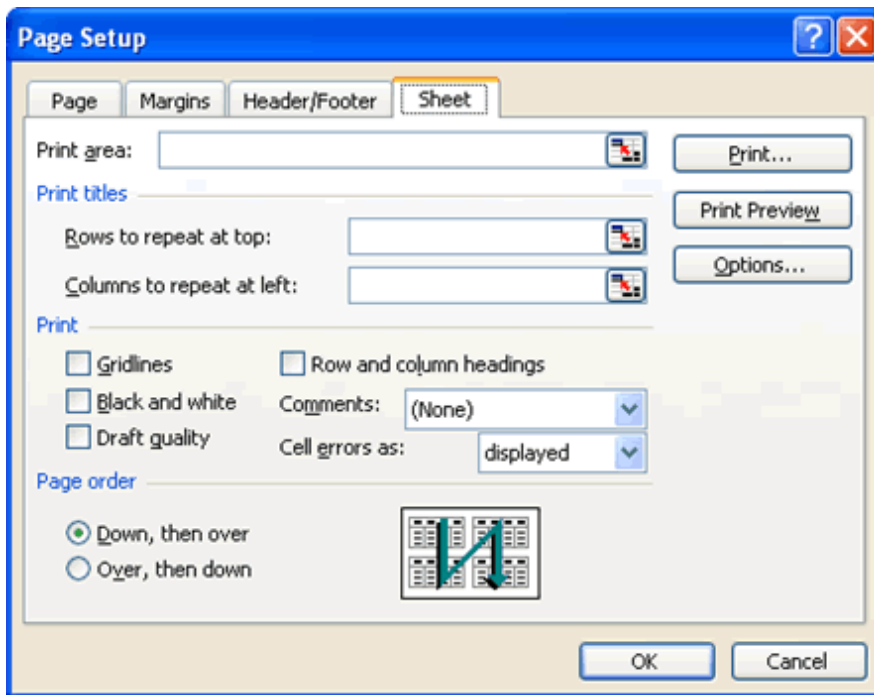 Page Setup
Page Margins Header/Footer Sheet
Print area:
Print...
Print titles
Print Preview
Rows to repeat at top:
Options...
Columns to repeat at left:
Print
Gridlines
Row and column headings
Black and white
Comments: (None)
Draft quality
Cell errors as: displayed
Page order
Down, then over
Over, then down
OK Cancel